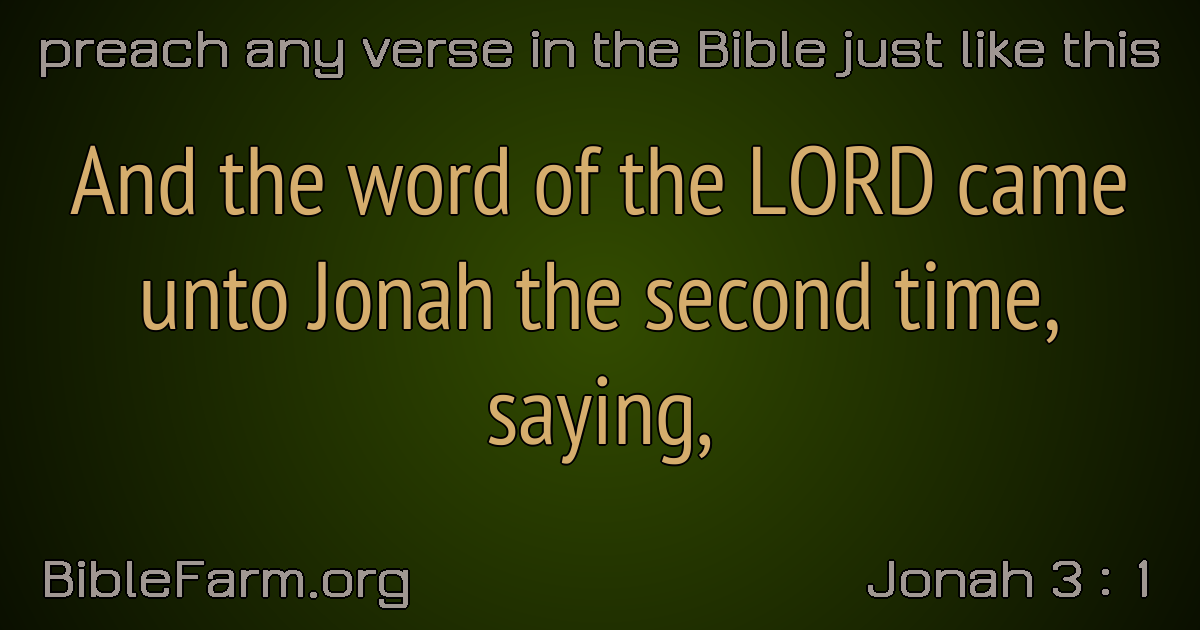 preach any verse in the Bible just like this
And the word of the LORD came
unto Jonah the second time,
saying,
BibleFarm.org
Jonah 3 : 1